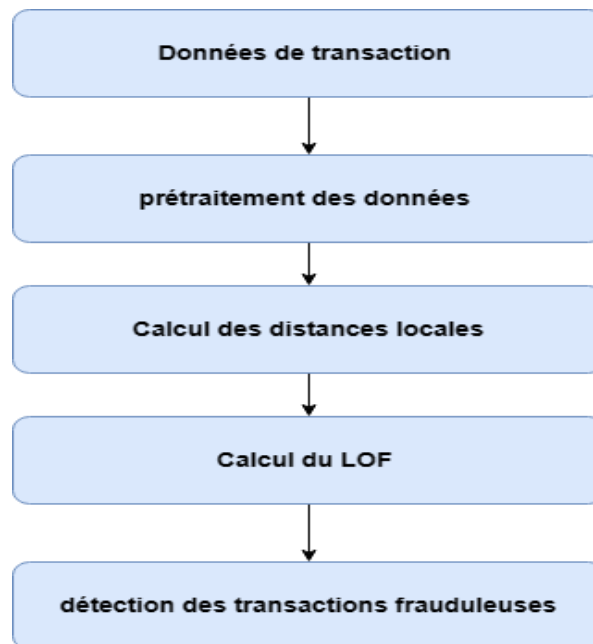 Données de transaction
prétraitement des données
Calcul des distances locales
Calcul du LOF
détection des transactions frauduleuses